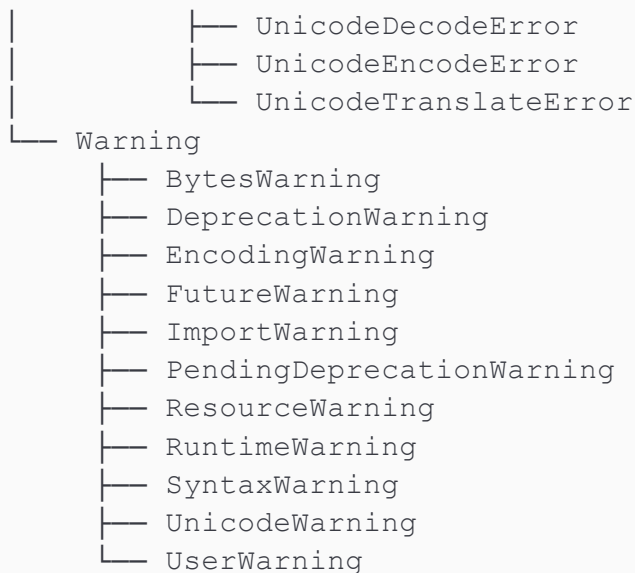 │           ├── UnicodeDecodeError
│           ├── UnicodeEncodeError
│           └── UnicodeTranslateError
└── Warning
     ├── BytesWarning
     ├── DeprecationWarning
     ├── EncodingWarning
     ├── FutureWarning
     ├── ImportWarning
     ├── PendingDeprecationWarning
     ├── ResourceWarning
     ├── RuntimeWarning
     ├── SyntaxWarning
     ├── UnicodeWarning
     └── UserWarning